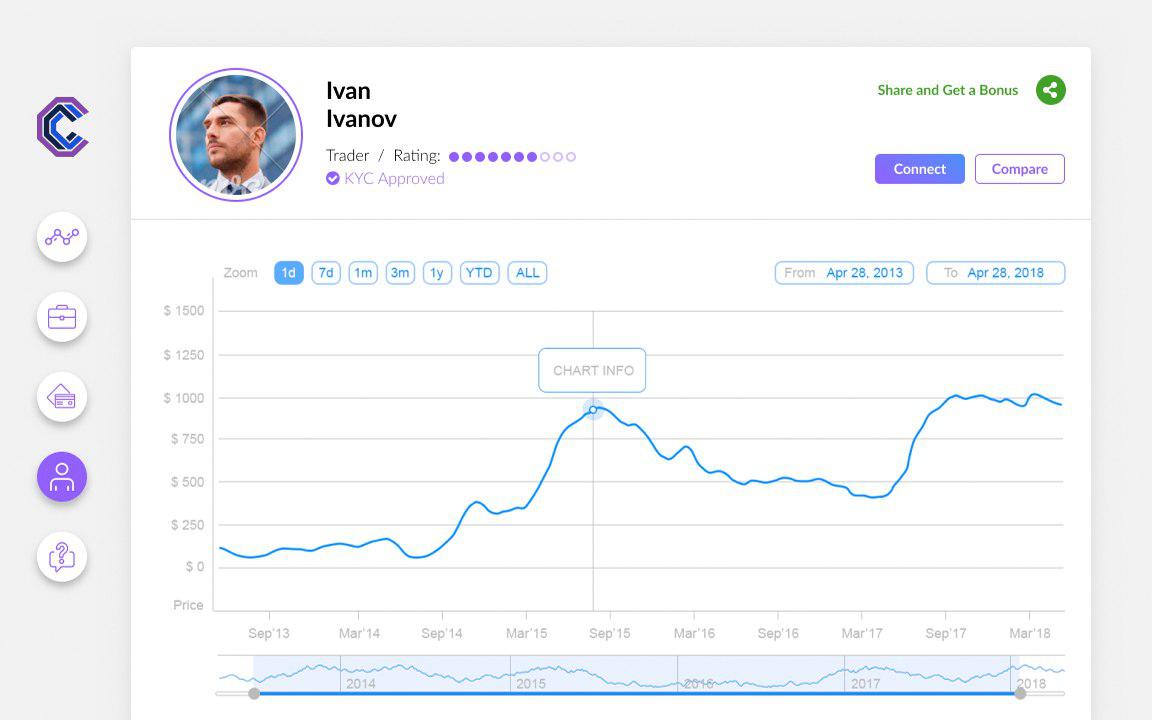 Ivan
Ivanov
Trader / Rating:
KYC Approved
Share and Get a Bonus
Connect
Compare
Zoom 1d 7d 1m 3m 1y YTD ALL
From Apr 28, 2013
To Apr 28, 2018
$ 1500
$ 1250
CHART INFO
$ 1000
$ 750
$ 500
$ 250
$ 0
Price
Sep'13 Mar'14 Sep'14 Mar'15 Sep'15 Mar'16 Sep'16 Mar'17 Sep'17 Mar'18
2014 2015 2016 2017 2018